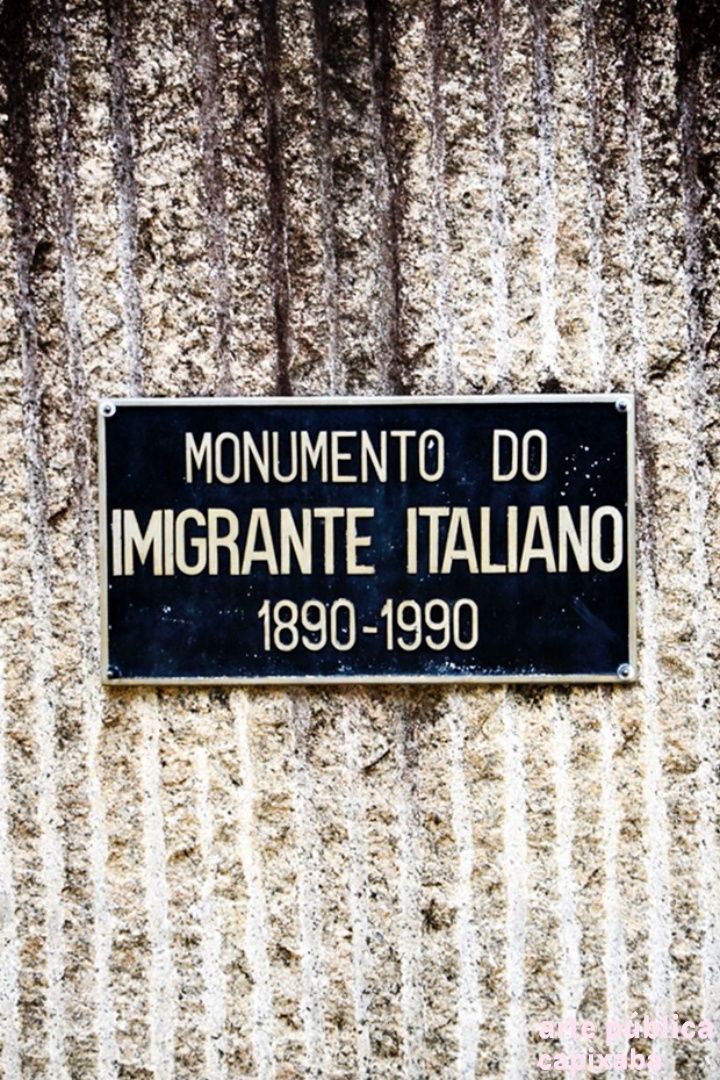 MONUMENTO DO
IMIGRANTE ITALIANO
1890-1990
arte pública
capixaba